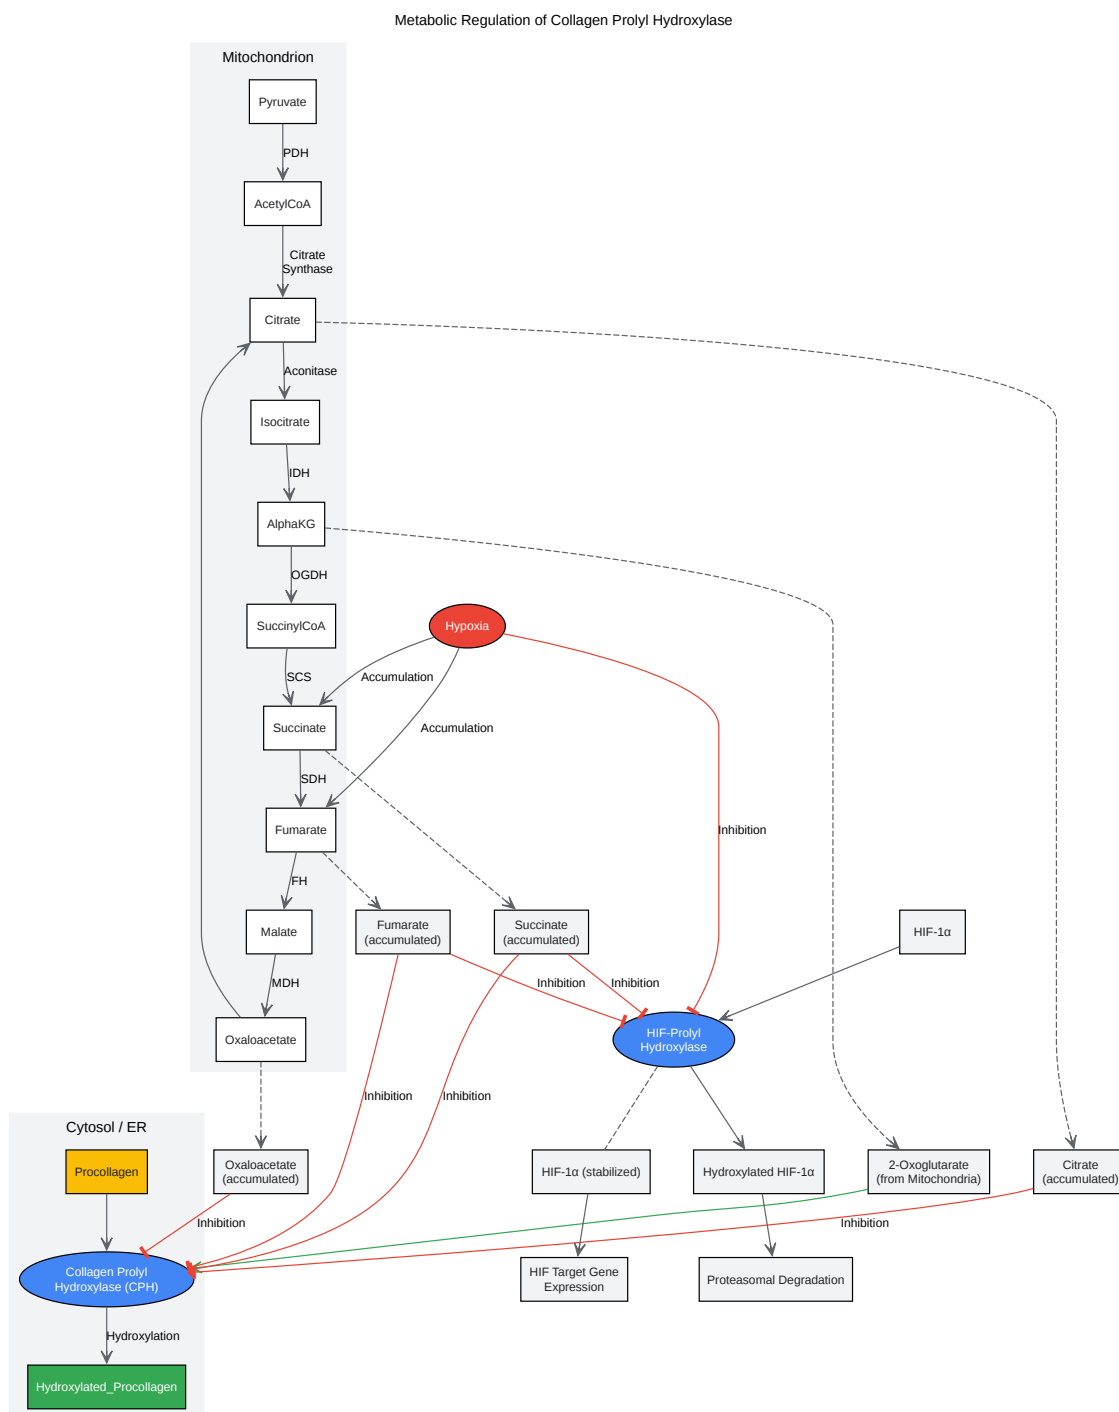 Metabolic Regulation of Collagen Prolyl Hydroxylase
Mitochondrion
Pyruvate
PDH
AcetylCoA
Citrate
Synthase
Citrate
Aconitase
Isocitrate
IDH
AlphaKG
OGDH
SuccinylCoA
Hypoxia
SCS
Accumulation
Succinate
Accumulation
SDH
Fumarate
Inhibition
FH
Malate
Fumarate
(accumulated)
Succinate
(accumulated)
HIF-1α
MDH
Inhibition
Inhibition
Oxaloacetate
HIF-Prolyl
Hydroxylase
Inhibition
Inhibition
Cytosol / ER
Procollagen
Oxaloacetate
(accumulated)
HIF-1α (stabilized)
Hydroxylated HIF-1α
2-Oxoglutarate
(from Mitochondria)
Citrate
(accumulated)
Inhibition
Inhibition
Collagen Prolyl
Hydroxylase (CPH)
HIF Target Gene
Expression
Proteasomal Degradation
Hydroxylation
Hydroxylated_Procollagen